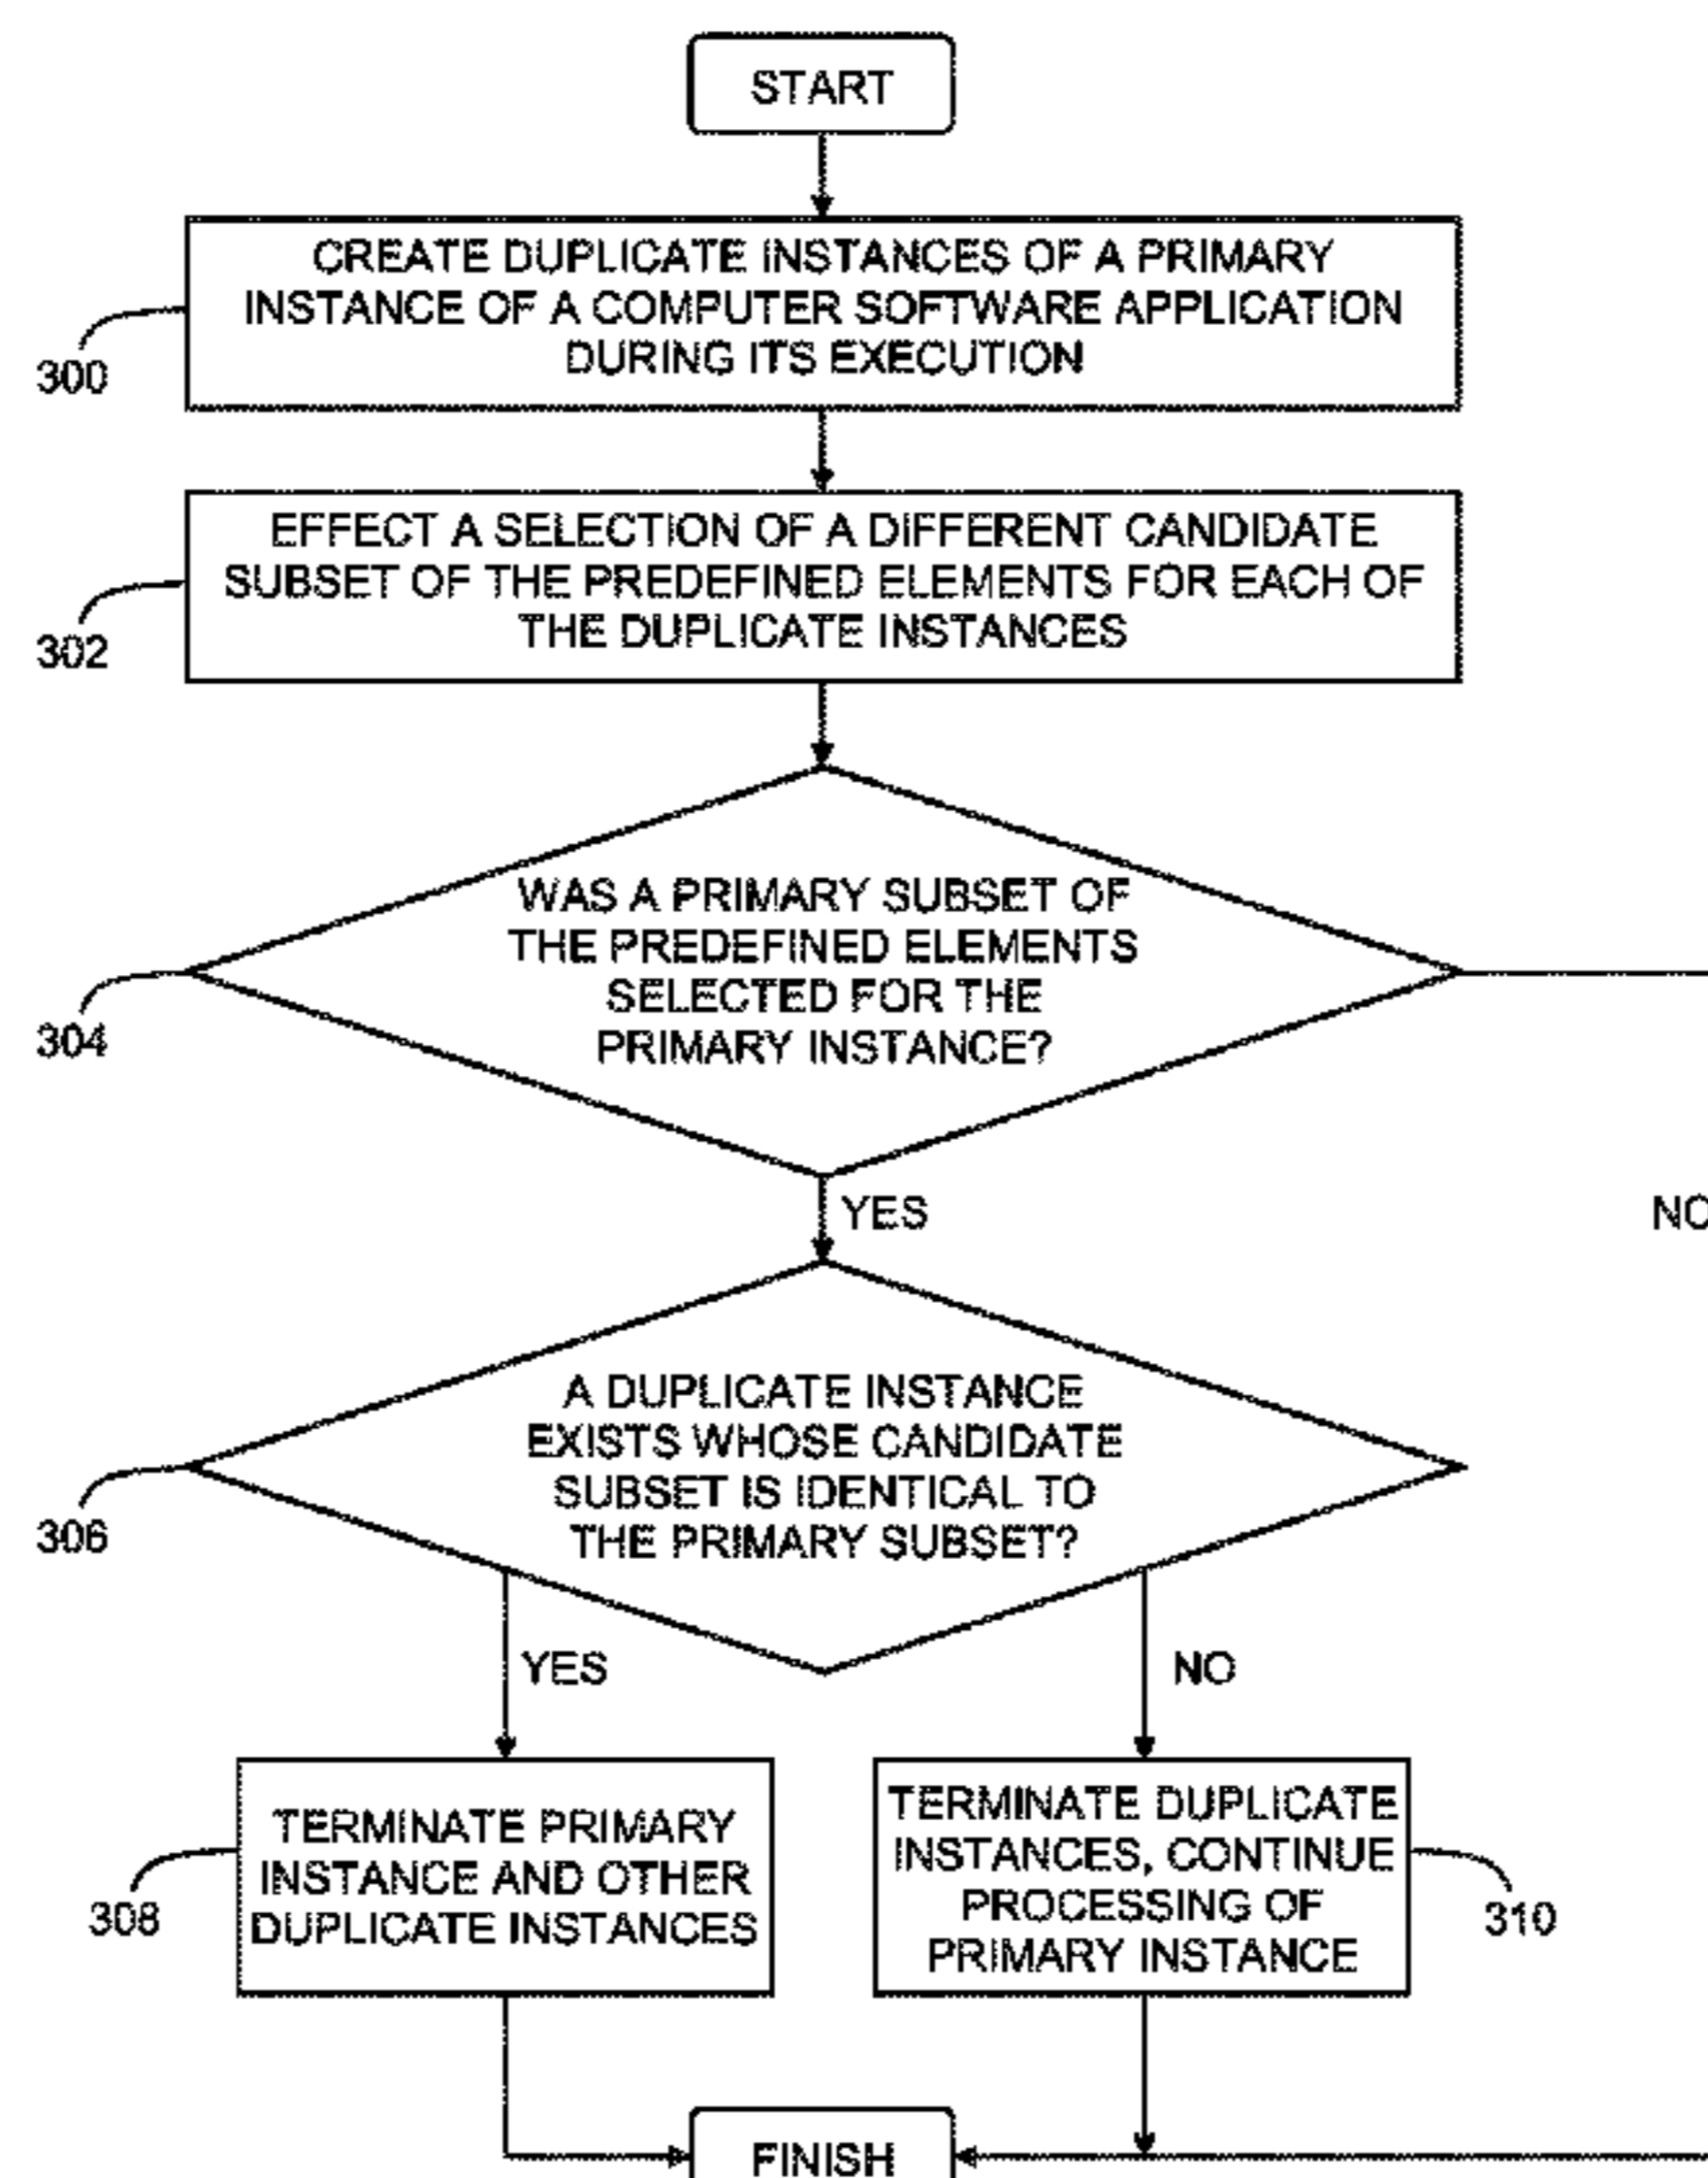 START
CREATE DUPLICATE INSTANCES OF A PRIMARY
INSTANCE OF A COMPUTER SOFTWARE APPLICATION
DURING ITS EXECUTION
300
EFFECT A SELECTION OF A DIFFERENT CANDIDATE
SUBSET OF THE PREDEFINED ELEMENTS FOR EACH OF
THE DUPLICATE INSTANCES
302
WAS A PRIMARY SUBSET OF
THE PREDEFINED ELEMENTS
SELECTED FOR THE
PRIMARY INSTANCE?
304
YES
NO
A DUPLICATE INSTANCE
EXISTS WHOSE CANDIDATE
SUBSET IS IDENTICAL TO
THE PRIMARY SUBSET?
306
YES
NO
TERMINATE PRIMARY
INSTANCE AND OTHER
DUPLICATE INSTANCES
308
TERMINATE DUPLICATE
INSTANCES, CONTINUE
PROCESSING OF
PRIMARY INSTANCE
310
FINISH